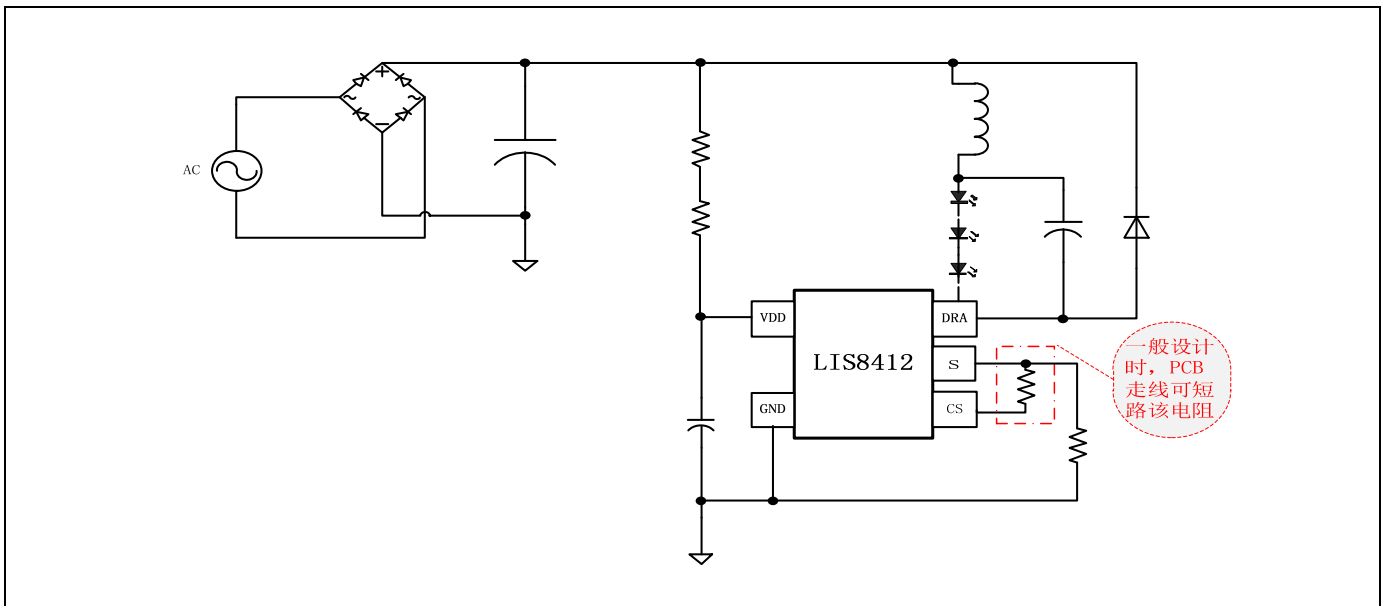 AC
VDD
DRA
LIS8412
S
GND
CS
一般设计
时，PCB
走线可短
路该电阻